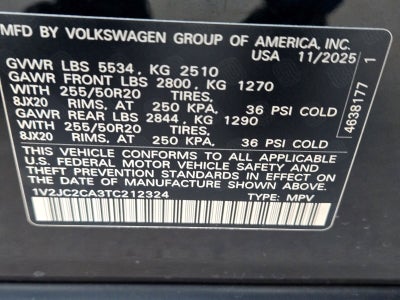 MFD BY VOLKSWAGEN GROUP OF AMERICA, INC.
USA 11/2025
GVWR LBS 5534, KG 2510
GAWR FRONT LBS 2800, KG 1270
WITH 255/50R20 TIRES,
8JX20 RIMS, AT 250 KPA, 36 PSI COLD
GAWR REAR LBS 2844, KG 1290
WITH 255/50R20 TIRES,
8JX20 RIMS, AT 250 KPA, 36 PSI COLD
THIS VEHICLE CONFORMS TO ALL APPLICABLE
U.S. FEDERAL MOTOR VEHICLE SAFETY AND
THEFT PREVENTION STANDARDS IN EFFECT ON THE
DATE OF MANUFACTURE SHOWN ABOVE.
1V2JC2CA3TC212324 TYPE: MPV
4639177 1